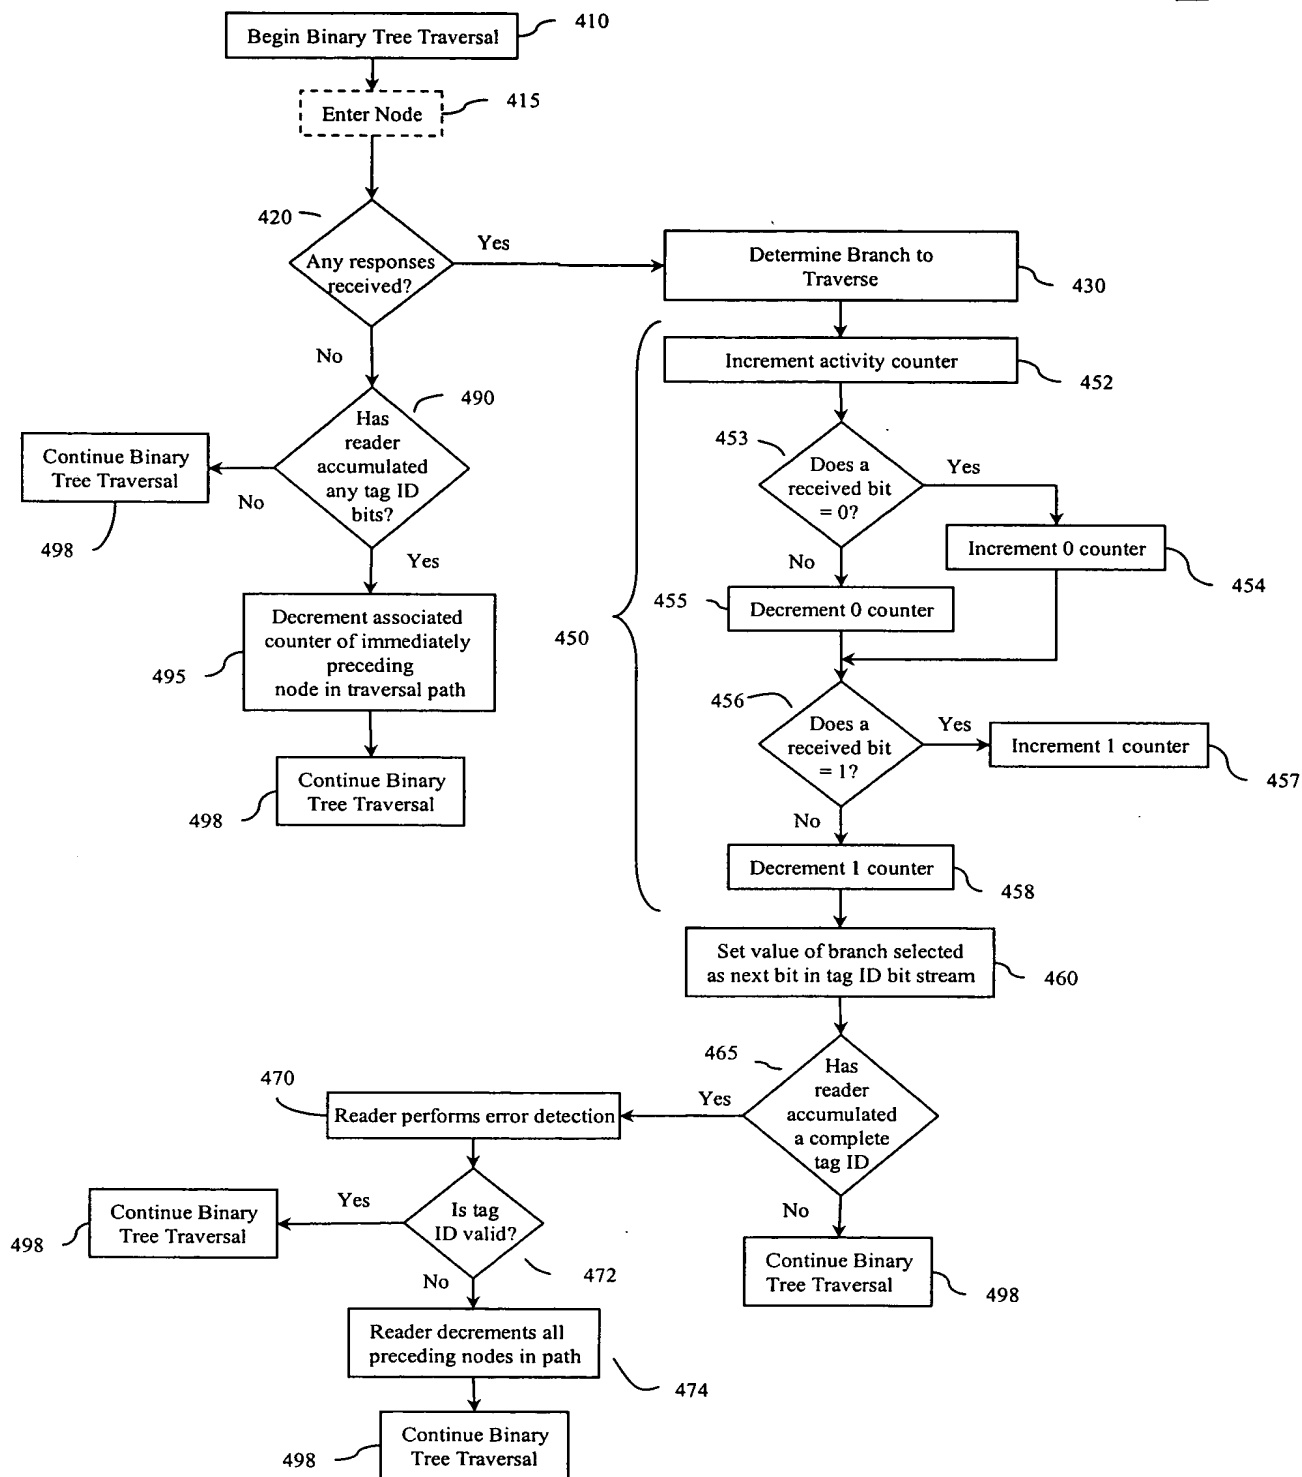 Begin Binary Tree Traversal
410
Enter Node
415
420
Any responses
received?
Yes
No
Determine Branch to
Traverse
430
Increment activity counter
452
490
Has
reader
accumulated
any tag ID
bits?
No
Yes
Continue Binary
Tree Traversal
498
453
Does a
received bit
= 0?
Yes
No
Increment 0 counter
454
455
Decrement 0 counter
450
Decrement associated
counter of immediately
preceding
node in traversal path
495
456
Does a
received bit
= 1?
Yes
No
Increment 1 counter
457
Continue Binary
Tree Traversal
498
Decrement 1 counter
458
Set value of branch selected
as next bit in tag ID bit stream
460
465
Has
reader
accumulated
a complete
tag ID
Yes
No
470
Reader performs error detection
Is tag
ID valid?
472
Yes
No
Continue Binary
Tree Traversal
498
Continue Binary
Tree Traversal
498
Reader decrements all
preceding nodes in path
474
Continue Binary
Tree Traversal
498